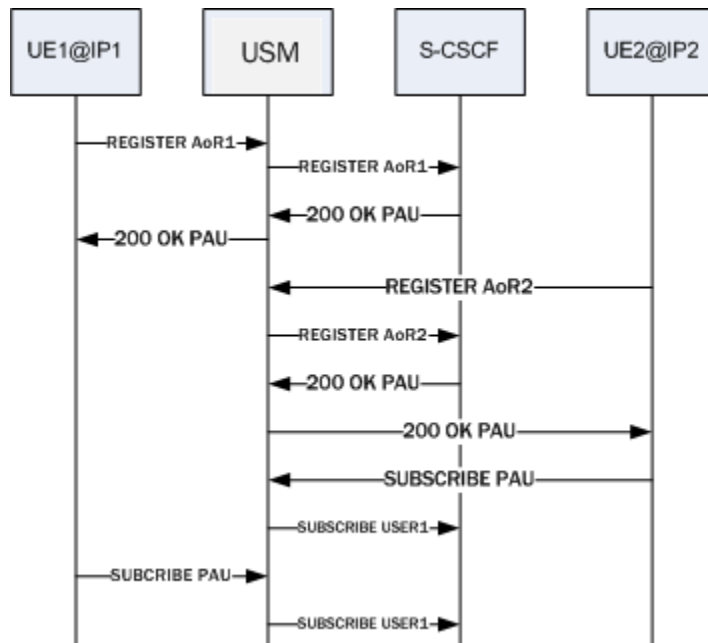 UE1@IP1
USM
S-CSCF
UE2@IP2
REGISTER AoR1
REGISTER AoR1
200 OK PAU
200 OK PAU
REGISTER AoR2
REGISTER AoR2
200 OK PAU
200 OK PAU
SUBSCRIBE PAU
SUBSCRIBE USER1
SUBCRIBE PAU
SUBSCRIBE USER1